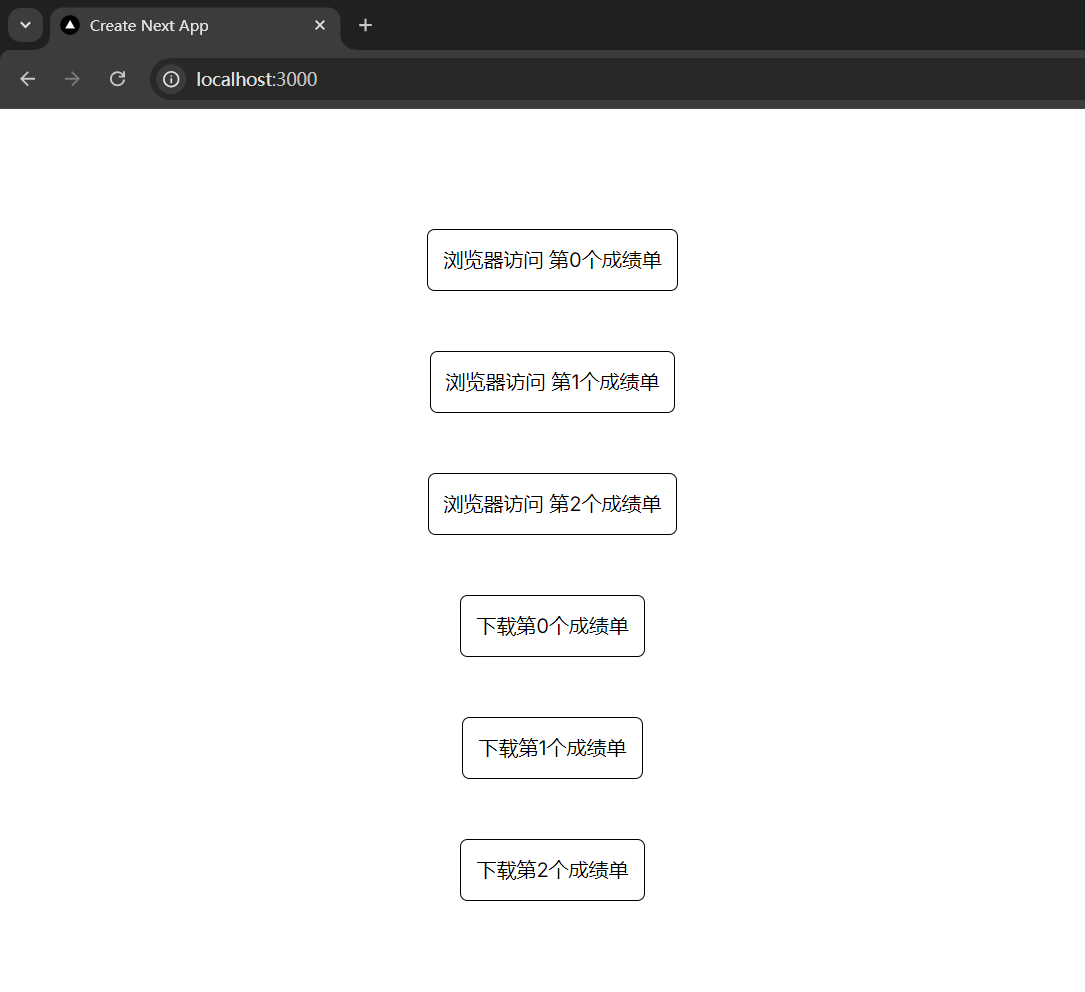 Create Next App
localhost:3000
浏览器访问 第0个成绩单
浏览器访问 第1个成绩单
浏览器访问 第2个成绩单
下载第0个成绩单
下载第1个成绩单
下载第2个成绩单